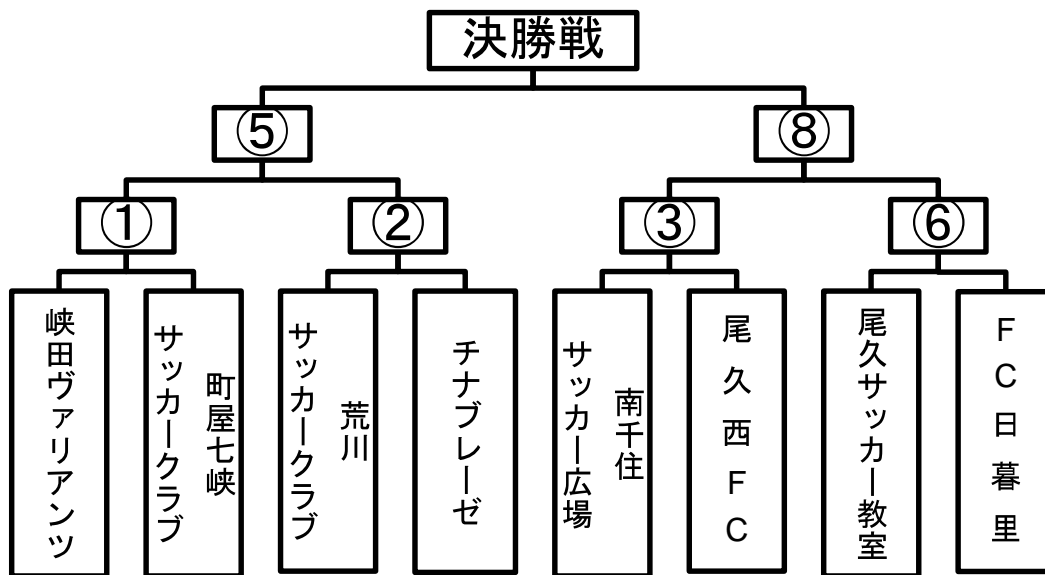 決勝戦
⑤
⑧
①
②
③
⑥
峡田ヴァリアンツ
町屋七峡
サッカークラブ
荒川
サッカークラブ
チナブレーゼ
南千住
サッカー広場
尾久西FC
尾久サッカー教室
FC日暮里